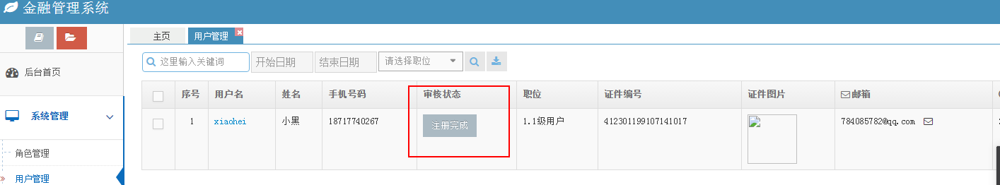 金融管理系统
主页
用户管理
这里输入关键词
开始日期
结束日期
请选择职位
后台首页
系统管理
角色管理
用户管理
序号 用户名 姓名 手机号码 审核状态 职位 证件编号 证件图片 邮箱
1 xiaohei 小黑 18717740267 注册完成 1.1级用户 412301199107141017 784085782@qq.com